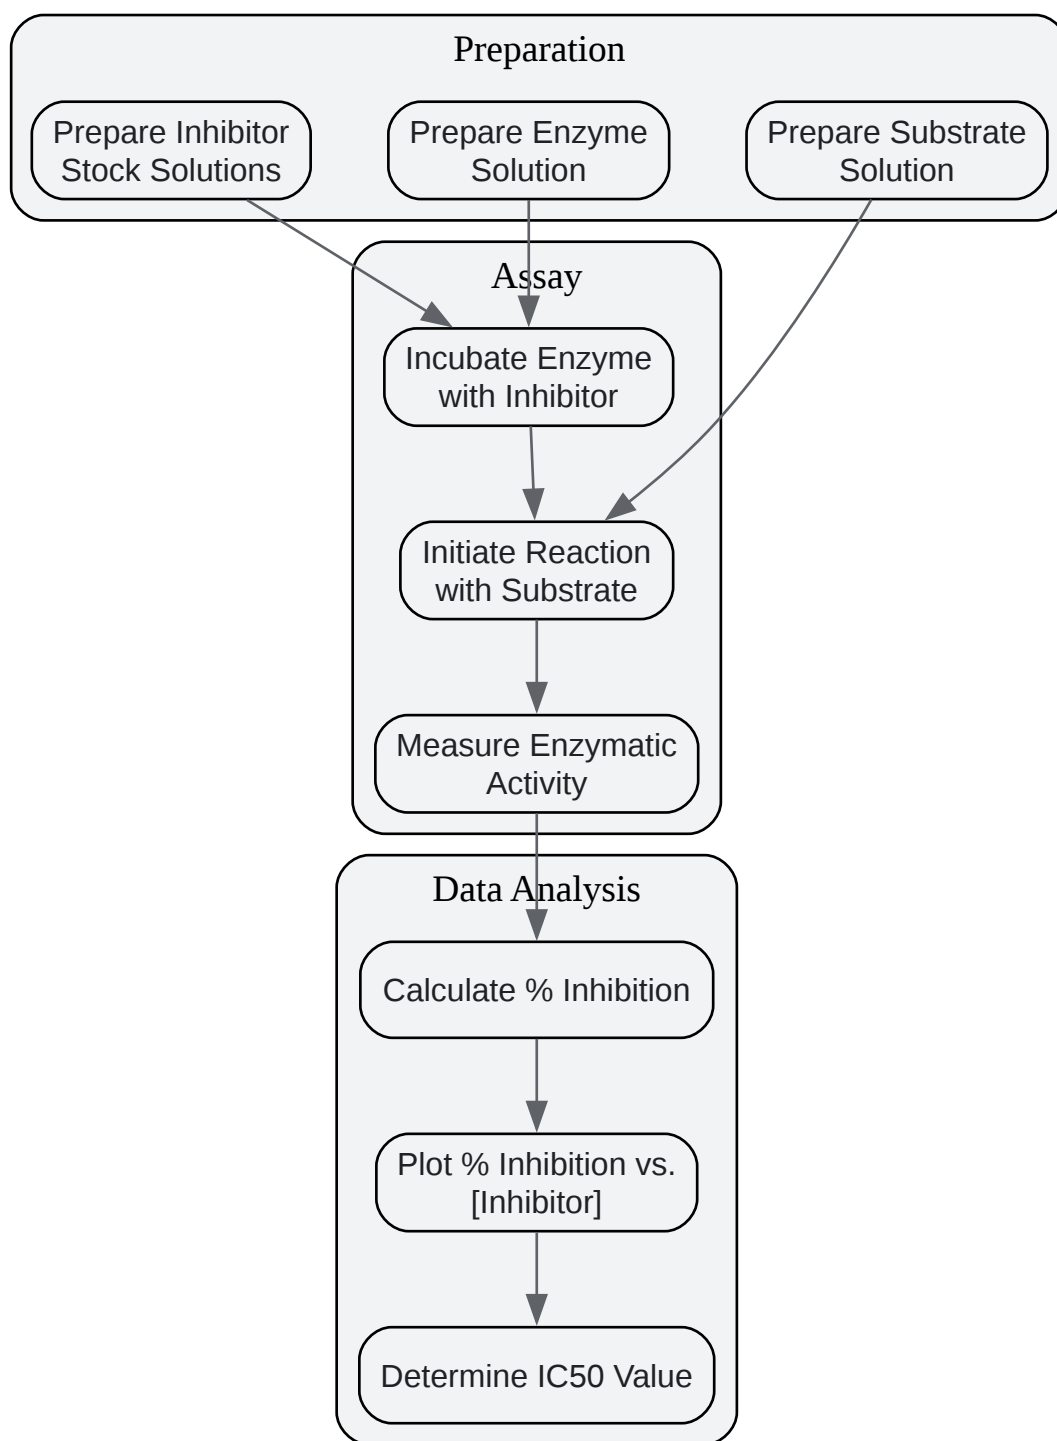 Preparation
Prepare Inhibitor
Stock Solutions
Prepare Enzyme
Solution
Prepare Substrate
Solution
Assay
Incubate Enzyme
with Inhibitor
Initiate Reaction
with Substrate
Measure Enzymatic
Activity
Data Analysis
Calculate % Inhibition
Plot % Inhibition vs.
[Inhibitor]
Determine IC50 Value